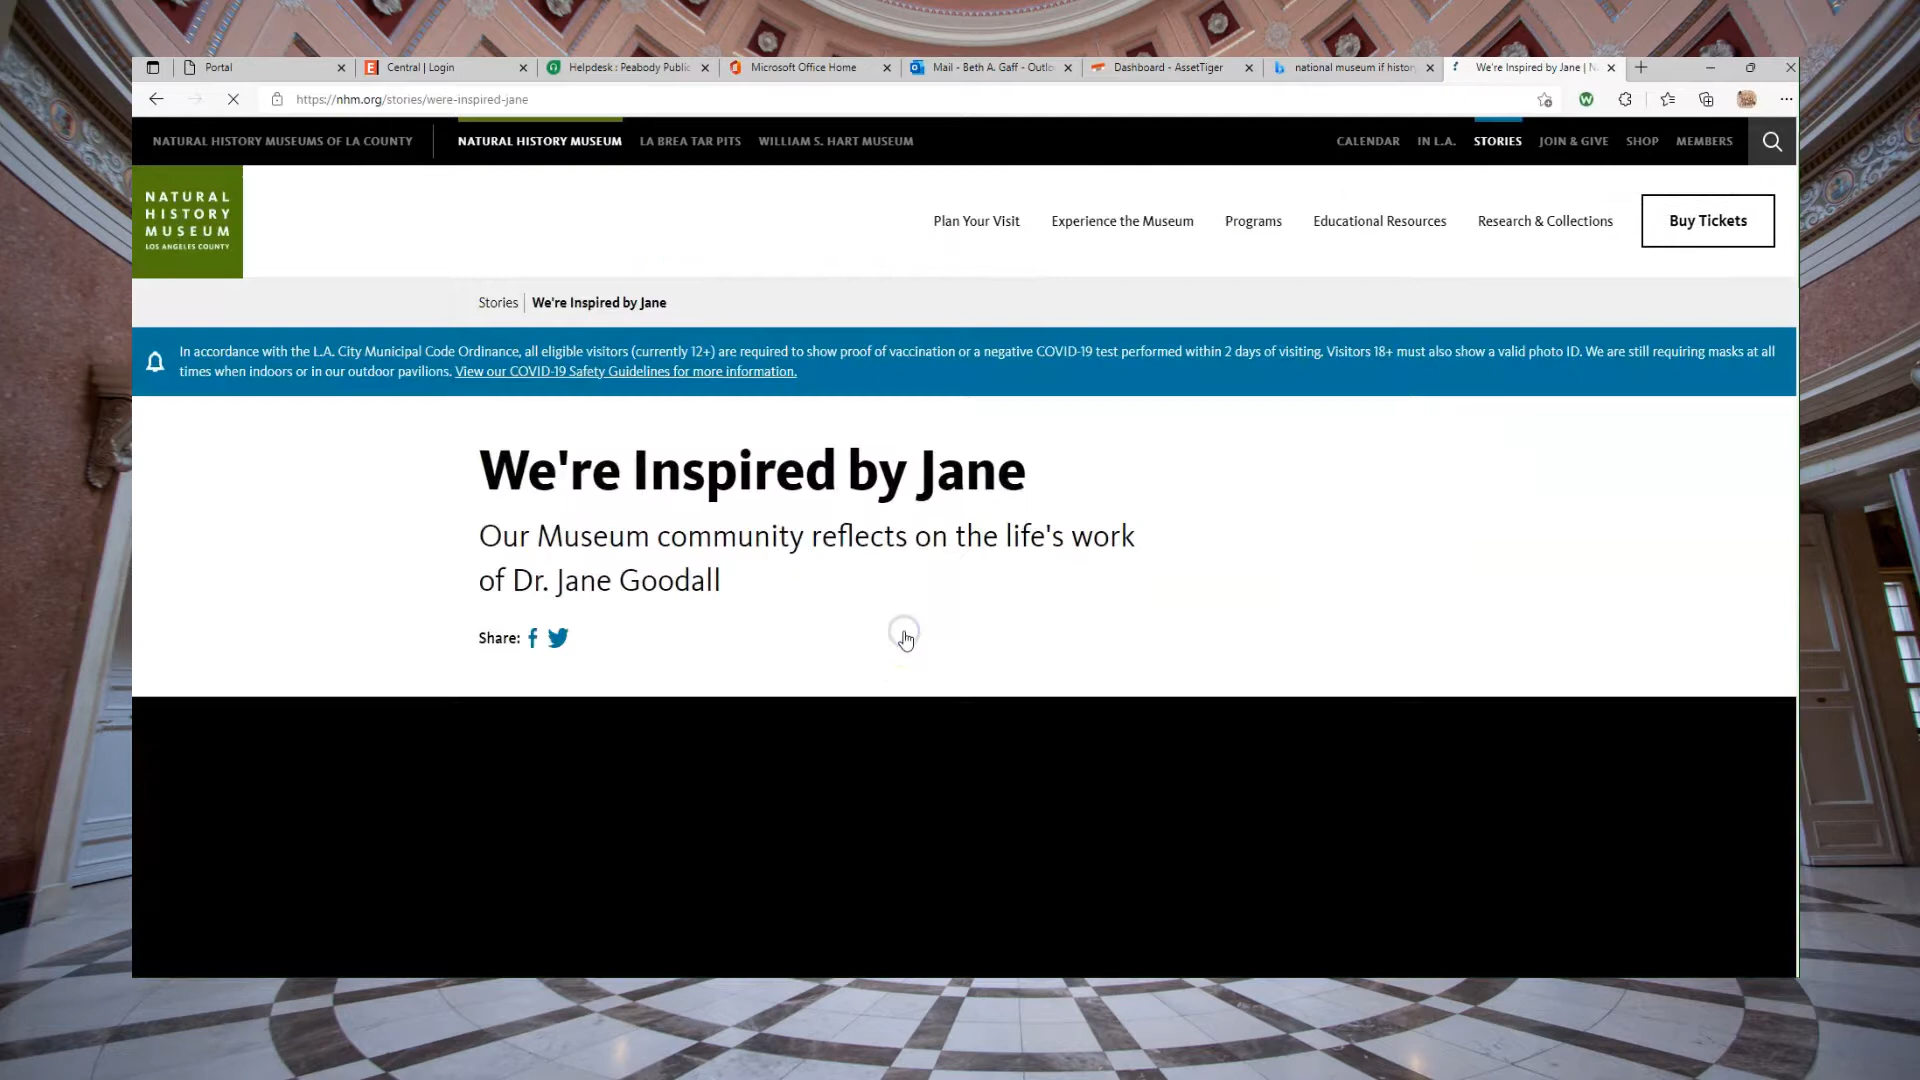 Portal
Central | Login
Helpdesk : Peabody Public
Microsoft Office Home
Mail - Beth A. Gaff - Outlo
Dashboard - AssetTiger
national museum if histor
We're Inspired by Jane | N
https://nhm.org/stories/were-inspired-jane
NATURAL HISTORY MUSEUMS OF LA COUNTY
NATURAL HISTORY MUSEUM
LA BREA TAR PITS
WILLIAM S. HART MUSEUM
CALENDAR
IN L.A.
STORIES
JOIN & GIVE
SHOP
MEMBERS
NATURAL
HISTORY
MUSEUM
LOS ANGELES COUNTY
Plan Your Visit
Experience the Museum
Programs
Educational Resources
Research & Collections
Buy Tickets
Stories | We're Inspired by Jane
In accordance with the L.A. City Municipal Code Ordinance, all eligible visitors (currently 12+) are required to show proof of vaccination or a negative COVID-19 test performed within 2 days of visiting. Visitors 18+ must also show a valid photo ID. We are still requiring masks at all
times when indoors or in our outdoor pavilions. View our COVID-19 Safety Guidelines for more information.
We're Inspired by Jane
Our Museum community reflects on the life's work
of Dr. Jane Goodall
Share: